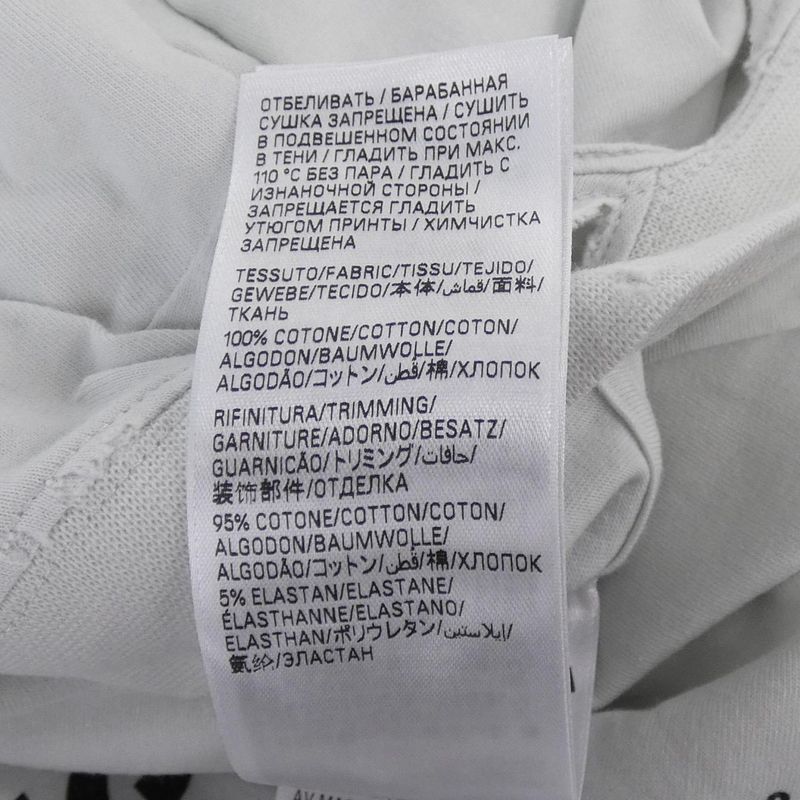 ОТБЕЛИВАТЬ / БАРАБАННАЯ
СУШКА ЗАПРЕЩЕНА / СУШИТЬ
В ПОДВЕШЕННОМ СОСТОЯНИИ
В ТЕНИ / ГЛАДИТЬ ПРИ МАКС.
110 °C БЕЗ ПАРА / ГЛАДИТЬ С
ИЗНАНОЧНОЙ СТОРОНЫ /
ЗАПРЕЩАЕТСЯ ГЛАДИТЬ
УТЮГОМ ПРИНТЫ / ХИМЧИСТКА
ЗАПРЕЩЕНА
TESSUTO/FABRIC/TISSU/TEJIDO/
GEWEBE/TECIDO/本体/قماش/面料/
ТКАНЬ
100% COTONE/COTTON/COTON/
ALGODON/BAUMWOLLE/
ALGODÃO/コットン/قطن/棉/ХЛОПОК
RIFINITURA/TRIMMING/
GARNITURE/ADORNO/BESATZ/
GUARNICÃO/トリミング/حافات/
装饰部件/ОТДЕЛКА
95% COTONE/COTTON/COTON/
ALGODON/BAUMWOLLE/
ALGODÃO/コットン/قطن/棉/ХЛОПОК
5% ELASTAN/ELASTANE/
ÉLASTHANNE/ELASTANO/
ELASTHAN/ポリウレタン/إيلاستين/
氨纶/ЭЛАСТАН